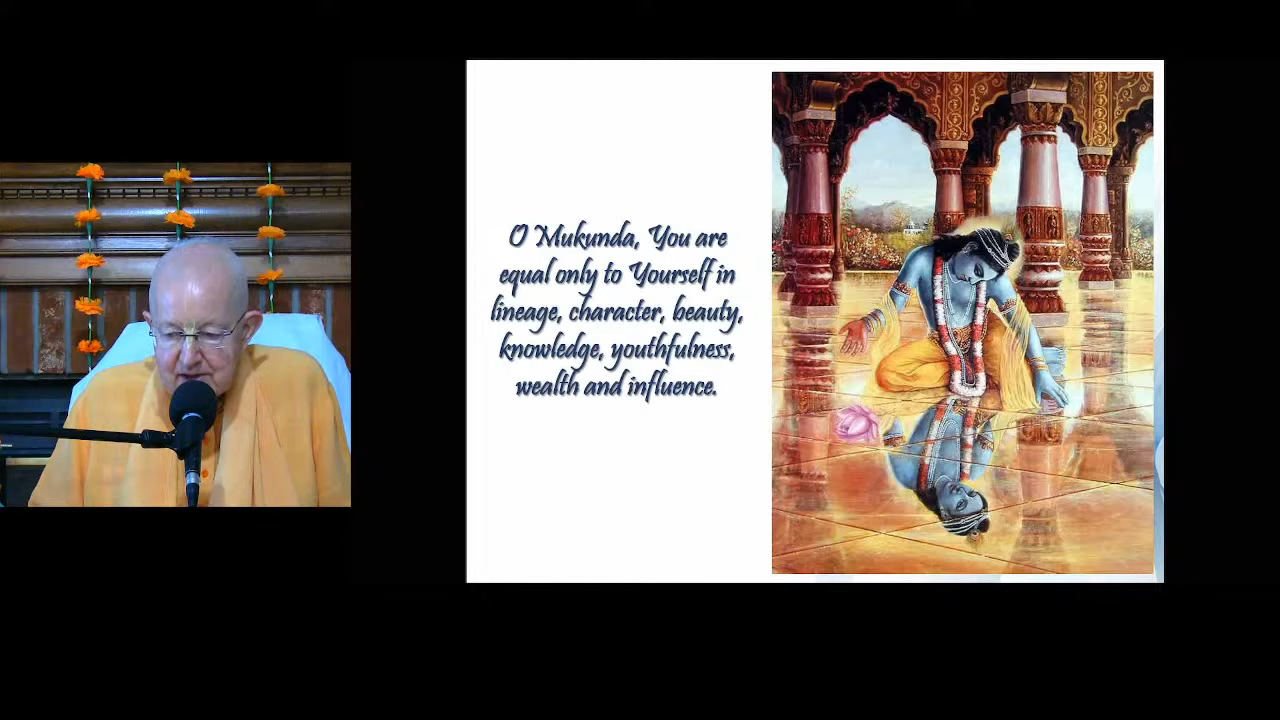 O Mukunda, You are
equal only to Yourself in
lineage, character, beauty,
knowledge, youthfulness,
wealth and influence.